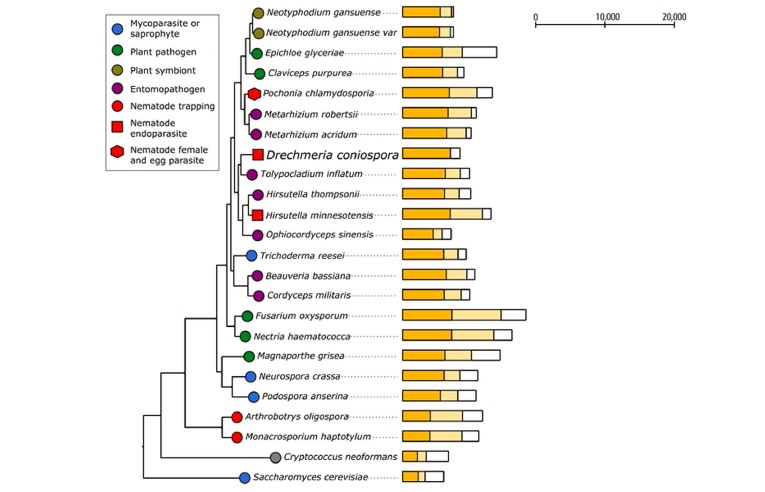 Mycoparasite or
saprophyte
Plant pathogen
Plant symbiont
Entomopathogen
Nematode trapping
Nematode
endoparasite
Nematode female
and egg parasite
0 10,000 20,000
Neotyphodium gansuense
Neotyphodium gansuense var
Epichloe glyceriae
Claviceps purpurea
Pochonia chlamydosporia
Metarhizium robertsii
Metarhizium acridum
Drechmeria coniospora
Tolypocladium inflatum
Hirsutella thompsonii
Hirsutella minnesotensis
Ophiocordyceps sinensis
Trichoderma reesei
Beauveria bassiana
Cordyceps militaris
Fusarium oxysporum
Nectria haematococca
Magnaporthe grisea
Neurospora crassa
Podospora anserina
Arthrobotrys oligospora
Monacrosporium haptotylum
Cryptococcus neoformans
Saccharomyces cerevisiae